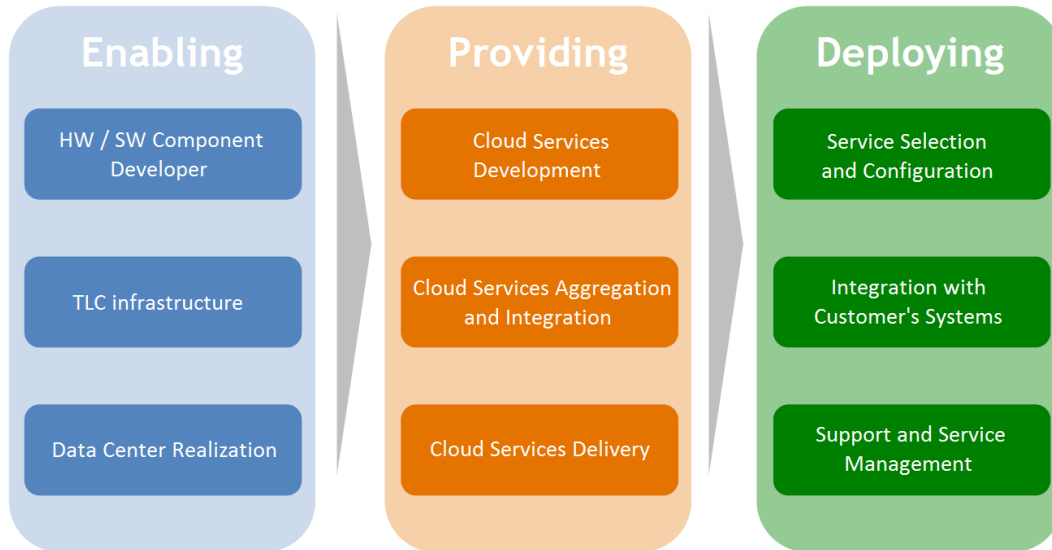 Enabling
HW / SW Component
Developer
TLC infrastructure
Data Center Realization
Providing
Cloud Services
Development
Cloud Services Aggregation
and Integration
Cloud Services Delivery
Deploying
Service Selection
and Configuration
Integration with
Customer's Systems
Support and Service
Management